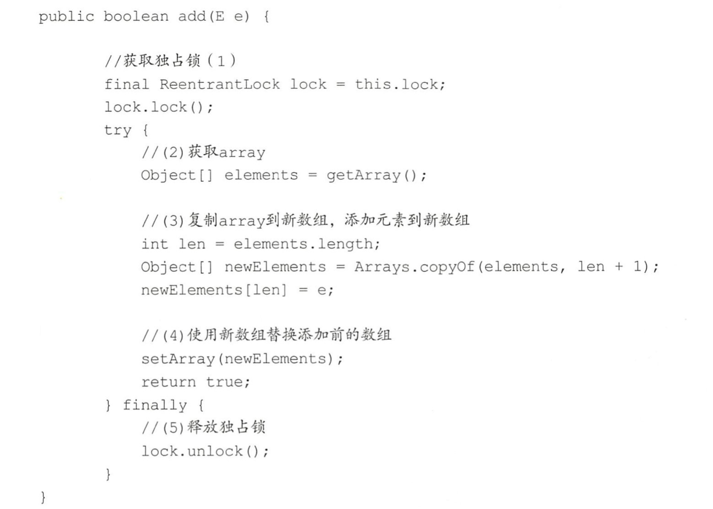 public boolean add(E e) {
//获取独占锁（1）
final ReentrantLock lock = this.lock;
lock.lock();
try {
//(2)获取array
Object[] elements = getArray();
//(3)复制array到新数组，添加元素到新数组
int len = elements.length;
Object[] newElements = Arrays.copyOf(elements, len + 1);
newElements[len] = e;
//(4)使用新数组替换添加前的数组
setArray(newElements);
return true;
} finally {
//(5)释放独占锁
lock.unlock();
}
}